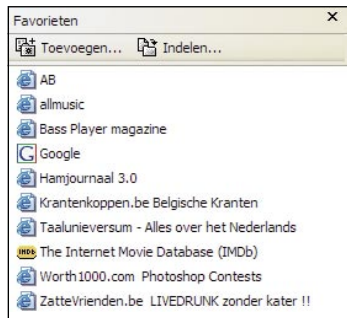 Favorieten
Toevoegen... Indelen...
AB
allmusic
Bass Player magazine
Google
Hamjournaal 3.0
Krantenkoppen.be Belgische Kranten
Taalunieversum - Alles over het Nederlands
The Internet Movie Database (IMDb)
Worth1000.com Photoshop Contests
ZatteVrienden.be LIVEDRUNK zonder kater !!